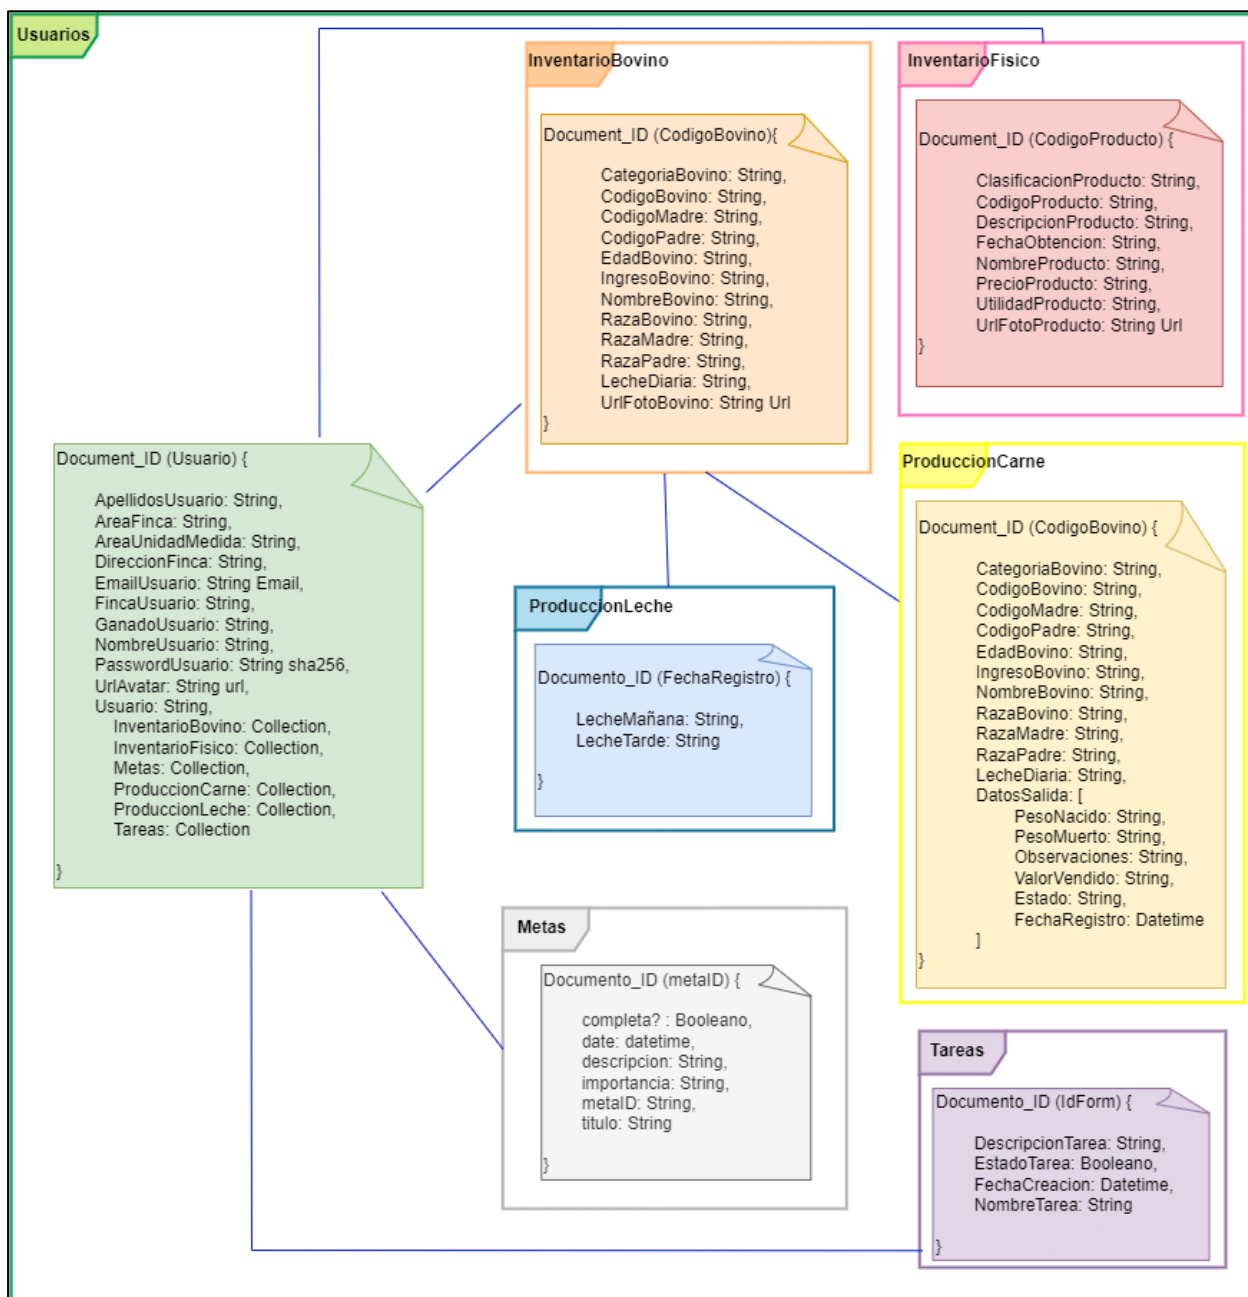 Usuarios
InventarioBovino
Document_ID (CodigoBovino){
CategoriaBovino: String,
CodigoBovino: String,
CodigoMadre: String,
CodigoPadre: String,
EdadBovino: String,
IngresoBovino: String,
NombreBovino: String,
RazaBovino: String,
RazaMadre: String,
RazaPadre: String,
LecheDiaria: String,
UrlFotoBovino: String Url
}
InventarioFisico
Document_ID (CodigoProducto) {
ClasificacionProducto: String,
CodigoProducto: String,
DescripcionProducto: String,
FechaObtencion: String,
NombreProducto: String,
PrecioProducto: String,
UtilidadProducto: String,
UrlFotoProducto: String Url
}
Document_ID (Usuario) {
ApellidosUsuario: String,
AreaFinca: String,
AreaUnidadMedida: String,
DireccionFinca: String,
EmailUsuario: String Email,
FincaUsuario: String,
GanadoUsuario: String,
NombreUsuario: String,
PasswordUsuario: String sha256,
UrlAvatar: String url,
Usuario: String,
InventarioBovino: Collection,
InventarioFisico: Collection,
Metas: Collection,
ProduccionCarne: Collection,
ProduccionLeche: Collection,
Tareas: Collection
}
ProduccionLeche
Documento_ID (FechaRegistro) {
LecheMañana: String,
LecheTarde: String
}
ProduccionCarne
Document_ID (CodigoBovino) {
CategoriaBovino: String,
CodigoBovino: String,
CodigoMadre: String,
CodigoPadre: String,
EdadBovino: String,
IngresoBovino: String,
NombreBovino: String,
RazaBovino: String,
RazaMadre: String,
RazaPadre: String,
LecheDiaria: String,
DatosSalida: [
PesoNacido: String,
PesoMuerto: String,
Observaciones: String,
ValorVendido: String,
Estado: String,
FechaRegistro: Datetime
]
}
Metas
Documento_ID (metaID) {
completa? : Booleano,
date: datetime,
descripcion: String,
importancia: String,
metaID: String,
titulo: String
}
Tareas
Documento_ID (IdForm) {
DescripcionTarea: String,
EstadoTarea: Booleano,
FechaCreacion: Datetime,
NombreTarea: String
}